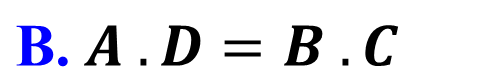 B. A . D = B . C